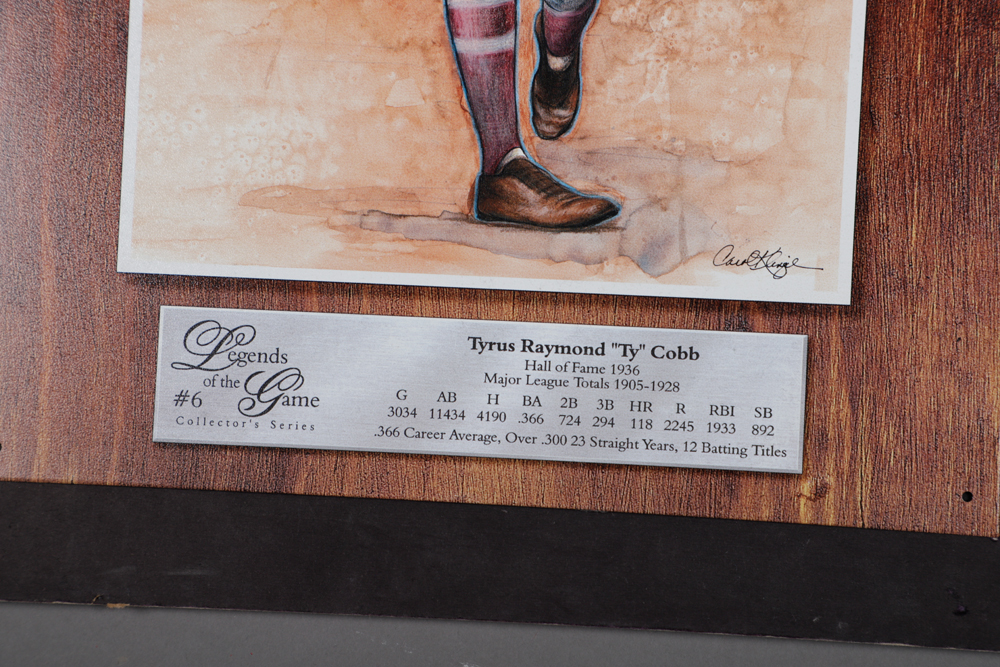 Legends
of the
#6 Game
Collector's Series
Tyrus Raymond "Ty" Cobb
Hall of Fame 1936
Major League Totals 1905-1928
G AB H BA 2B 3B HR R RBI SB
3034 11434 4190 .366 724 294 118 2245 1933 892
.366 Career Average, Over .300 23 Straight Years, 12 Batting Titles